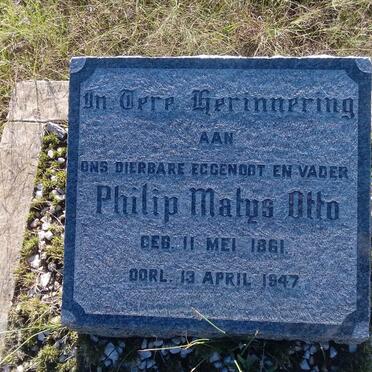 In Tere Herinnering
AAN
ONS DIERBARE EGGENOOT EN VADER
Philip Matys Otto
GEB. 11 MEI 1861.
OORL. 13 APRIL 1947.